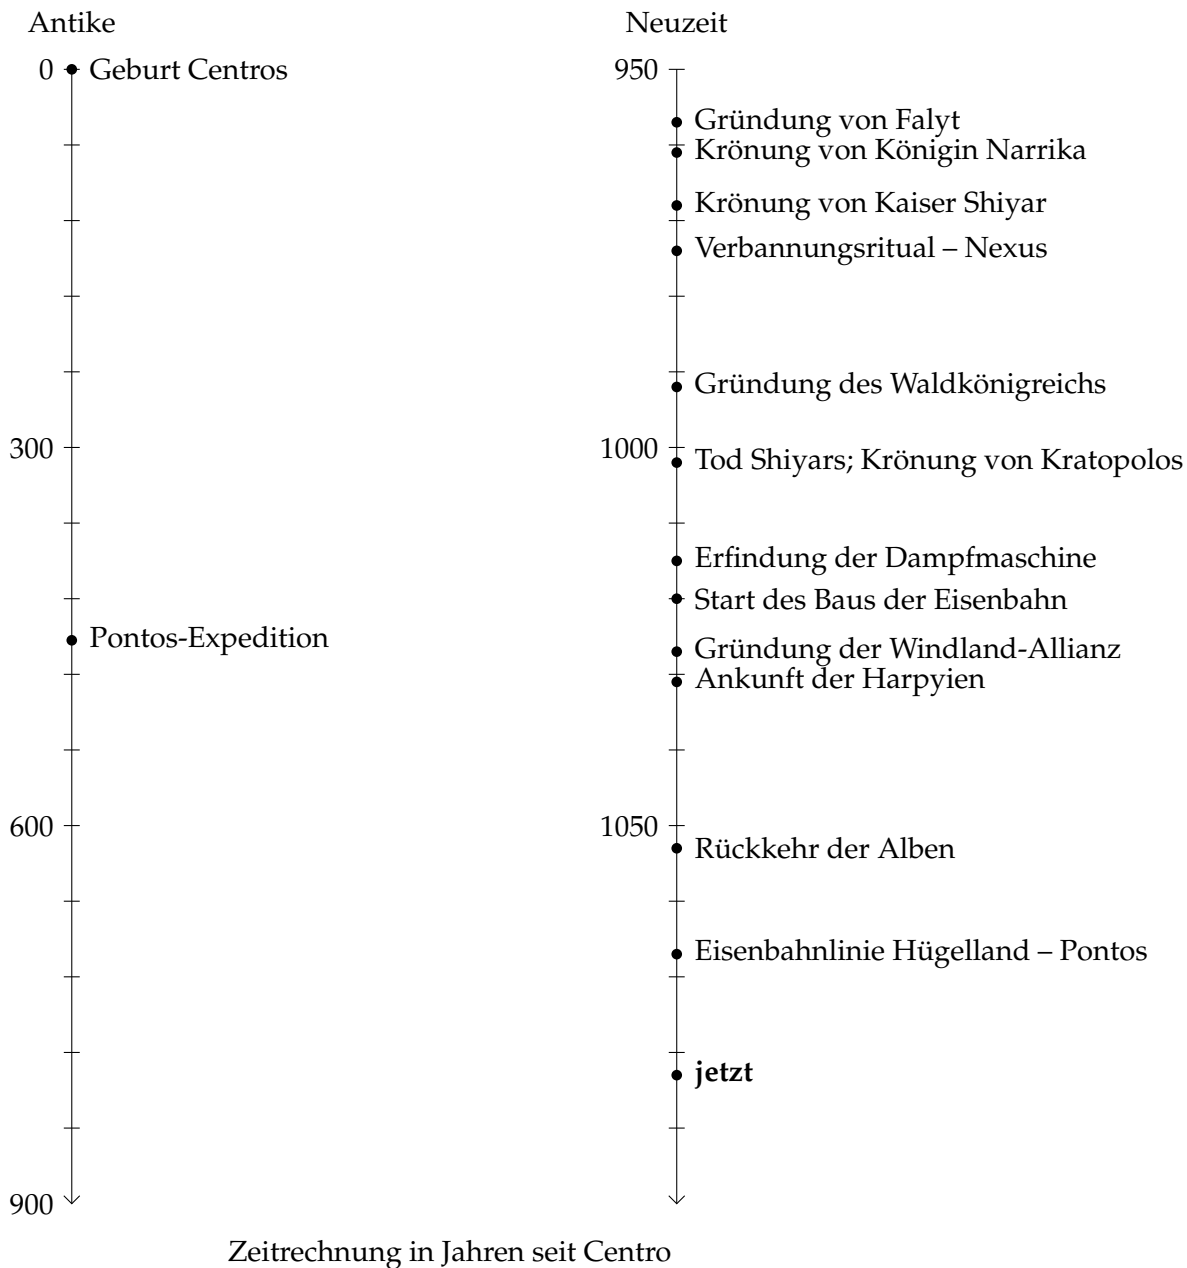 Antike
0
Geburt Centros
300
Pontos-Expedition
600
900
Neuzeit
950
Gründung von Falyt
Krönung von Königin Narrika
Krönung von Kaiser Shiyar
Verbannungsritual – Nexus
Gründung des Waldkönigreichs
1000
Tod Shiyars; Krönung von Kratopolos
Erfindung der Dampfmaschine
Start des Baus der Eisenbahn
Gründung der Windland-Allianz
Ankunft der Harpyien
1050
Rückkehr der Alben
Eisenbahnlinie Hügelland – Pontos
jetzt
Zeitrechnung in Jahren seit Centro